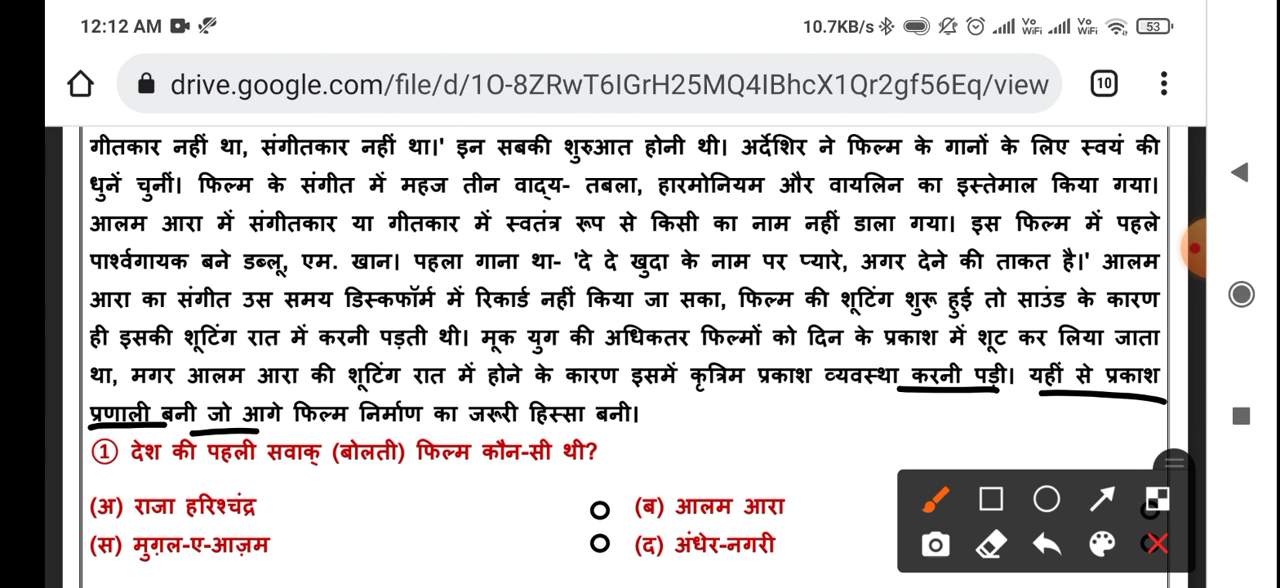 12:12 AM
10.7KB/s Vo WiFi Vo WiFi 53
drive.google.com/file/d/1O-8ZRwT6IGrH25MQ4IBhcX1Qr2gf56Eq/view
10
गीतकार नहीं था, संगीतकार नहीं था।' इन सबकी शुरुआत होनी थी। अर्देशिर ने फिल्म के गानों के लिए स्वयं की
धुनें चुनीं। फिल्म के संगीत में महज तीन वाद्य- तबला, हारमोनियम और वायलिन का इस्तेमाल किया गया।
आलम आरा में संगीतकार या गीतकार में स्वतंत्र रूप से किसी का नाम नहीं डाला गया। इस फिल्म में पहले
पार्श्वगायक बने डब्लू, एम. खान। पहला गाना था- 'दे दे खुदा के नाम पर प्यारे, अगर देने की ताकत है।' आलम
आरा का संगीत उस समय डिस्कफॉर्म में रिकार्ड नहीं किया जा सका, फिल्म की शूटिंग शुरू हुई तो साउंड के कारण
ही इसकी शूटिंग रात में करनी पड़ती थी। मूक युग की अधिकतर फिल्मों को दिन के प्रकाश में शूट कर लिया जाता
था, मगर आलम आरा की शूटिंग रात में होने के कारण इसमें कृत्रिम प्रकाश व्यवस्था करनी पड़ी। यहीं से प्रकाश
प्रणाली बनी जो आगे फिल्म निर्माण का जरूरी हिस्सा बनी।
① देश की पहली सवाक् (बोलती) फिल्म कौन-सी थी?
(अ) राजा हरिश्चंद्र (ब) आलम आरा
(स) मुग़ल-ए-आज़म (द) अंधेर-नगरी